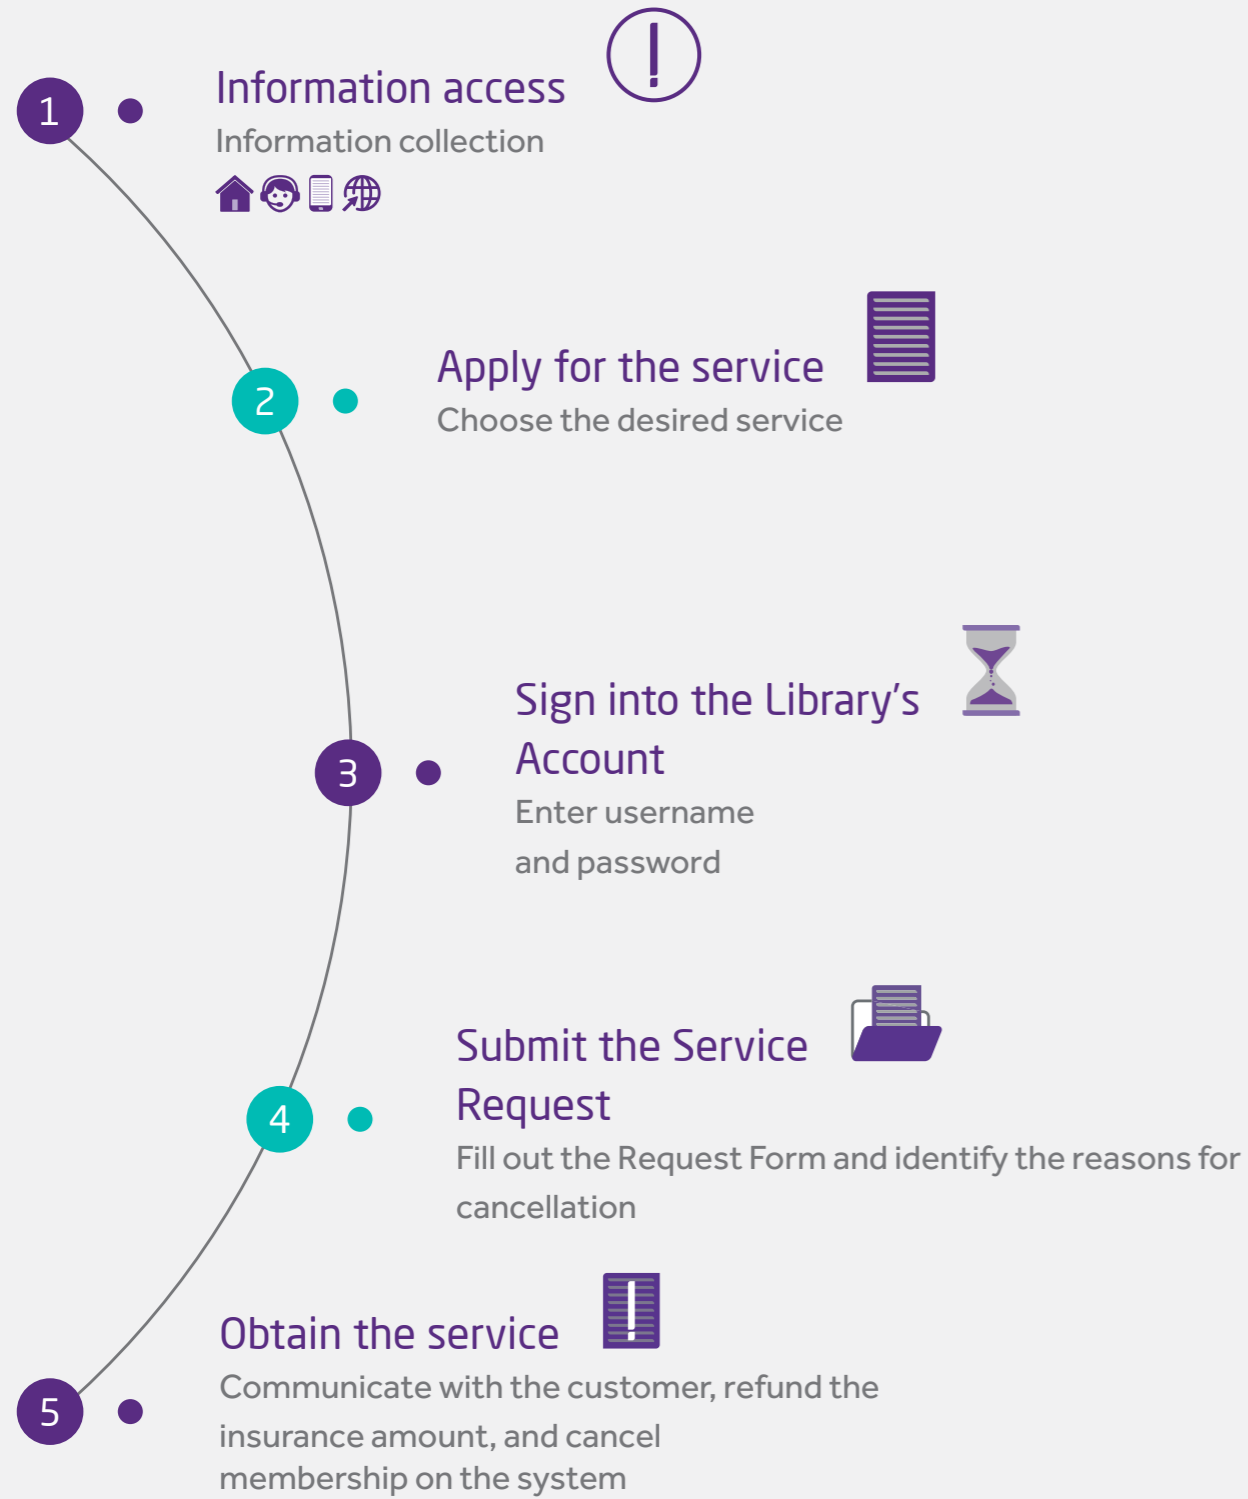 1
Information access
Information collection
2
Apply for the service
Choose the desired service
3
Sign into the Library's
Account
Enter username
and password
4
Submit the Service
Request
Fill out the Request Form and identify the reasons for
cancellation
5
Obtain the service
Communicate with the customer, refund the
insurance amount, and cancel
membership on the system